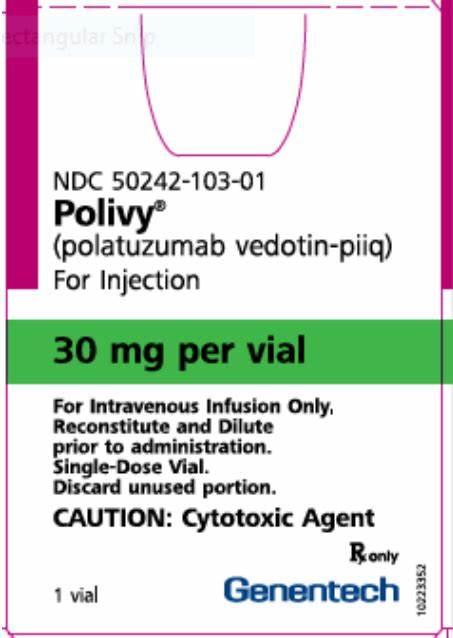 ectangular Snip
NDC 50242-103-01
Polivy®
(polatuzumab vedotin-piiq)
For Injection
30 mg per vial
For Intravenous Infusion Only.
Reconstitute and Dilute
prior to administration.
Single-Dose Vial.
Discard unused portion.
CAUTION: Cytotoxic Agent
Rx only
1 vial
Genentech
10223352